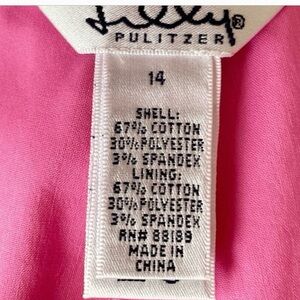 Lilly®
PULITZER
14
SHELL:
67% COTTON
30% POLYESTER
3% SPANDEX
LINING:
67% COTTON
30% POLYESTER
3% SPANDEX
RN# 88189
MADE IN
CHINA